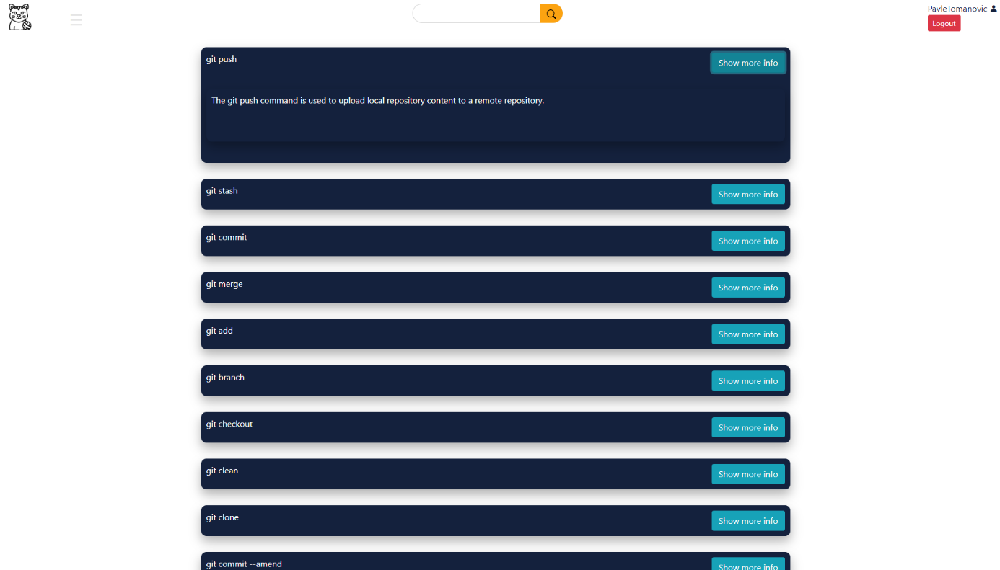 PavleTomanovic
Logout
git push
Show more info
The git push command is used to upload local repository content to a remote repository.
git stash
Show more info
git commit
Show more info
git merge
Show more info
git add
Show more info
git branch
Show more info
git checkout
Show more info
git clean
Show more info
git clone
Show more info
git commit --amend
Show more info